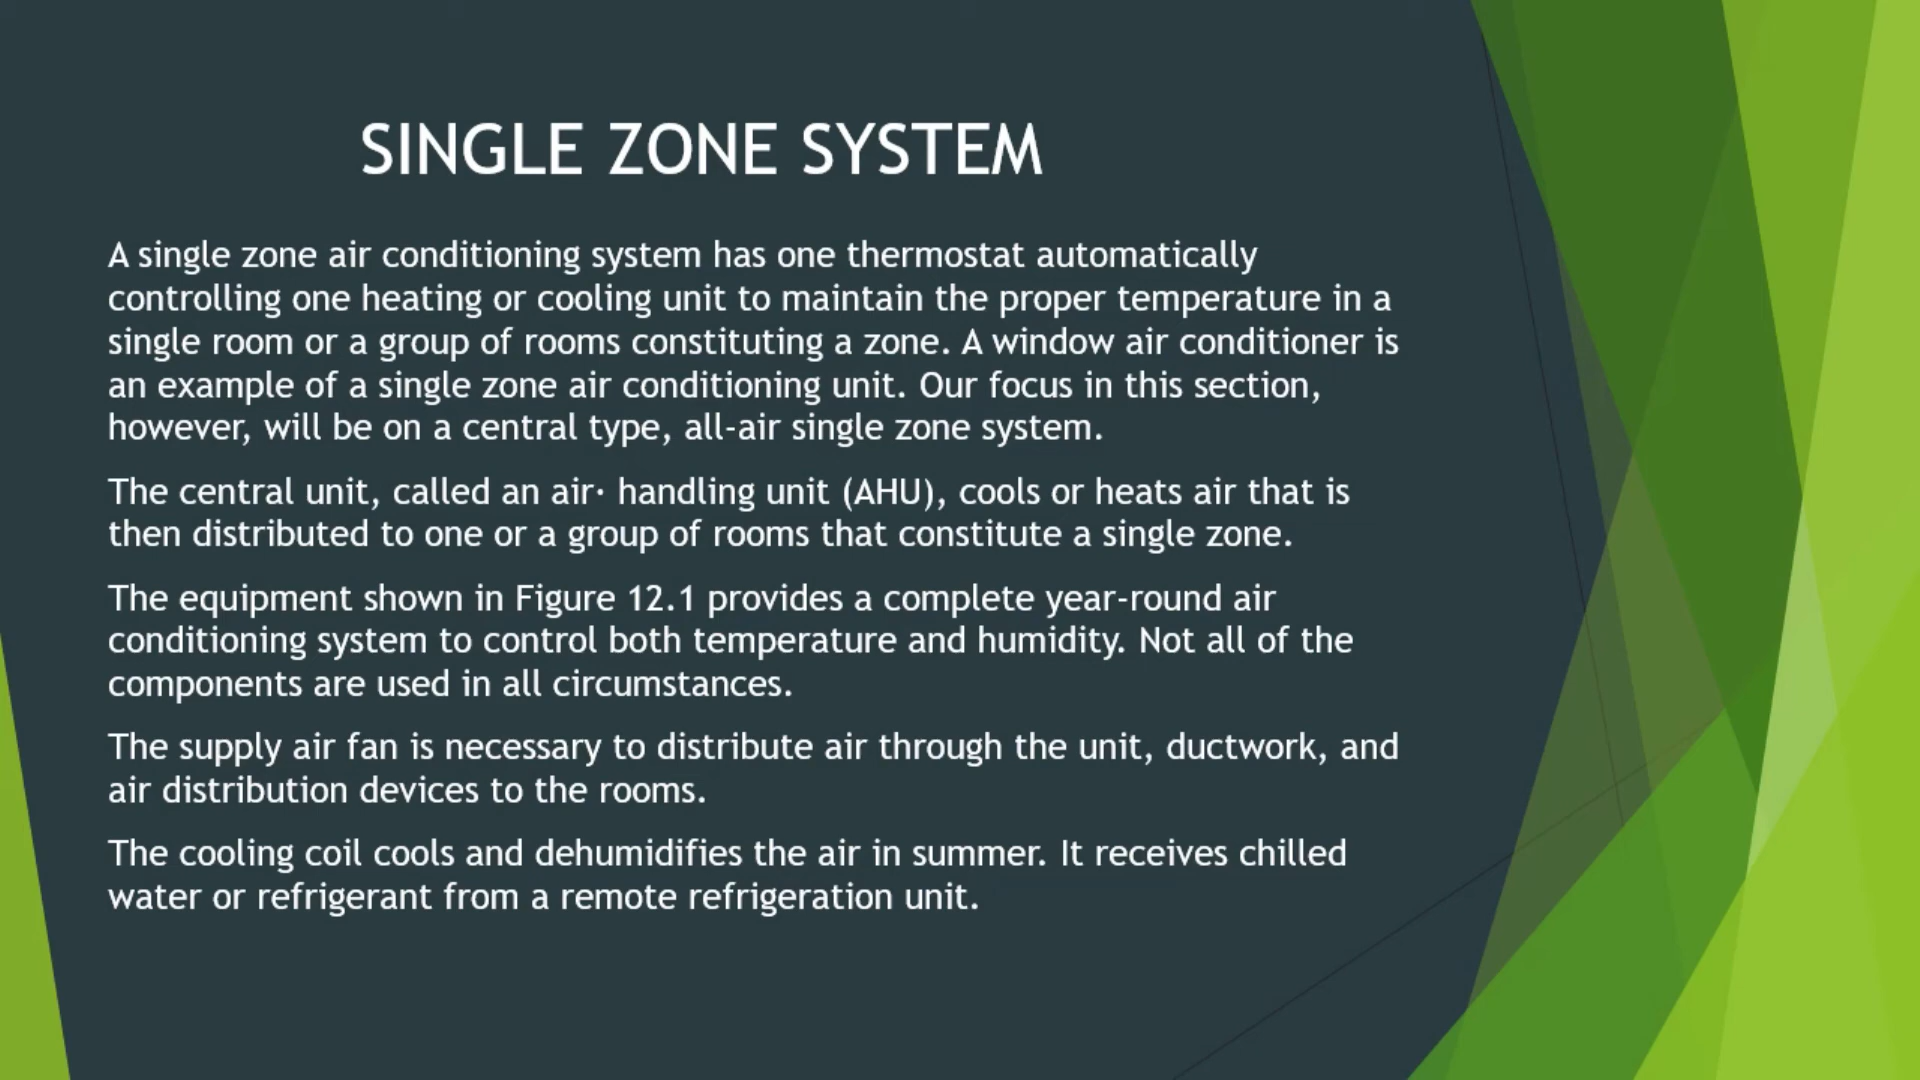 SINGLE ZONE SYSTEM
A single zone air conditioning system has one thermostat automatically
controlling one heating or cooling unit to maintain the proper temperature in a
single room or a group of rooms constituting a zone. A window air conditioner is
an example of a single zone air conditioning unit. Our focus in this section,
however, will be on a central type, all-air single zone system.
The central unit, called an air· handling unit (AHU), cools or heats air that is
then distributed to one or a group of rooms that constitute a single zone.
The equipment shown in Figure 12.1 provides a complete year-round air
conditioning system to control both temperature and humidity. Not all of the
components are used in all circumstances.
The supply air fan is necessary to distribute air through the unit, ductwork, and
air distribution devices to the rooms.
The cooling coil cools and dehumidifies the air in summer. It receives chilled
water or refrigerant from a remote refrigeration unit.